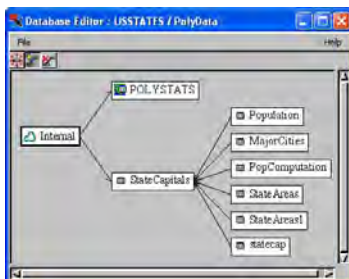 Database Editor : USSTATES / PolyData
File Help
POLYSTATS
Internal
StateCapitals
Population
MajorCities
PopComputation
StateAreas
StateAreas1
statecap